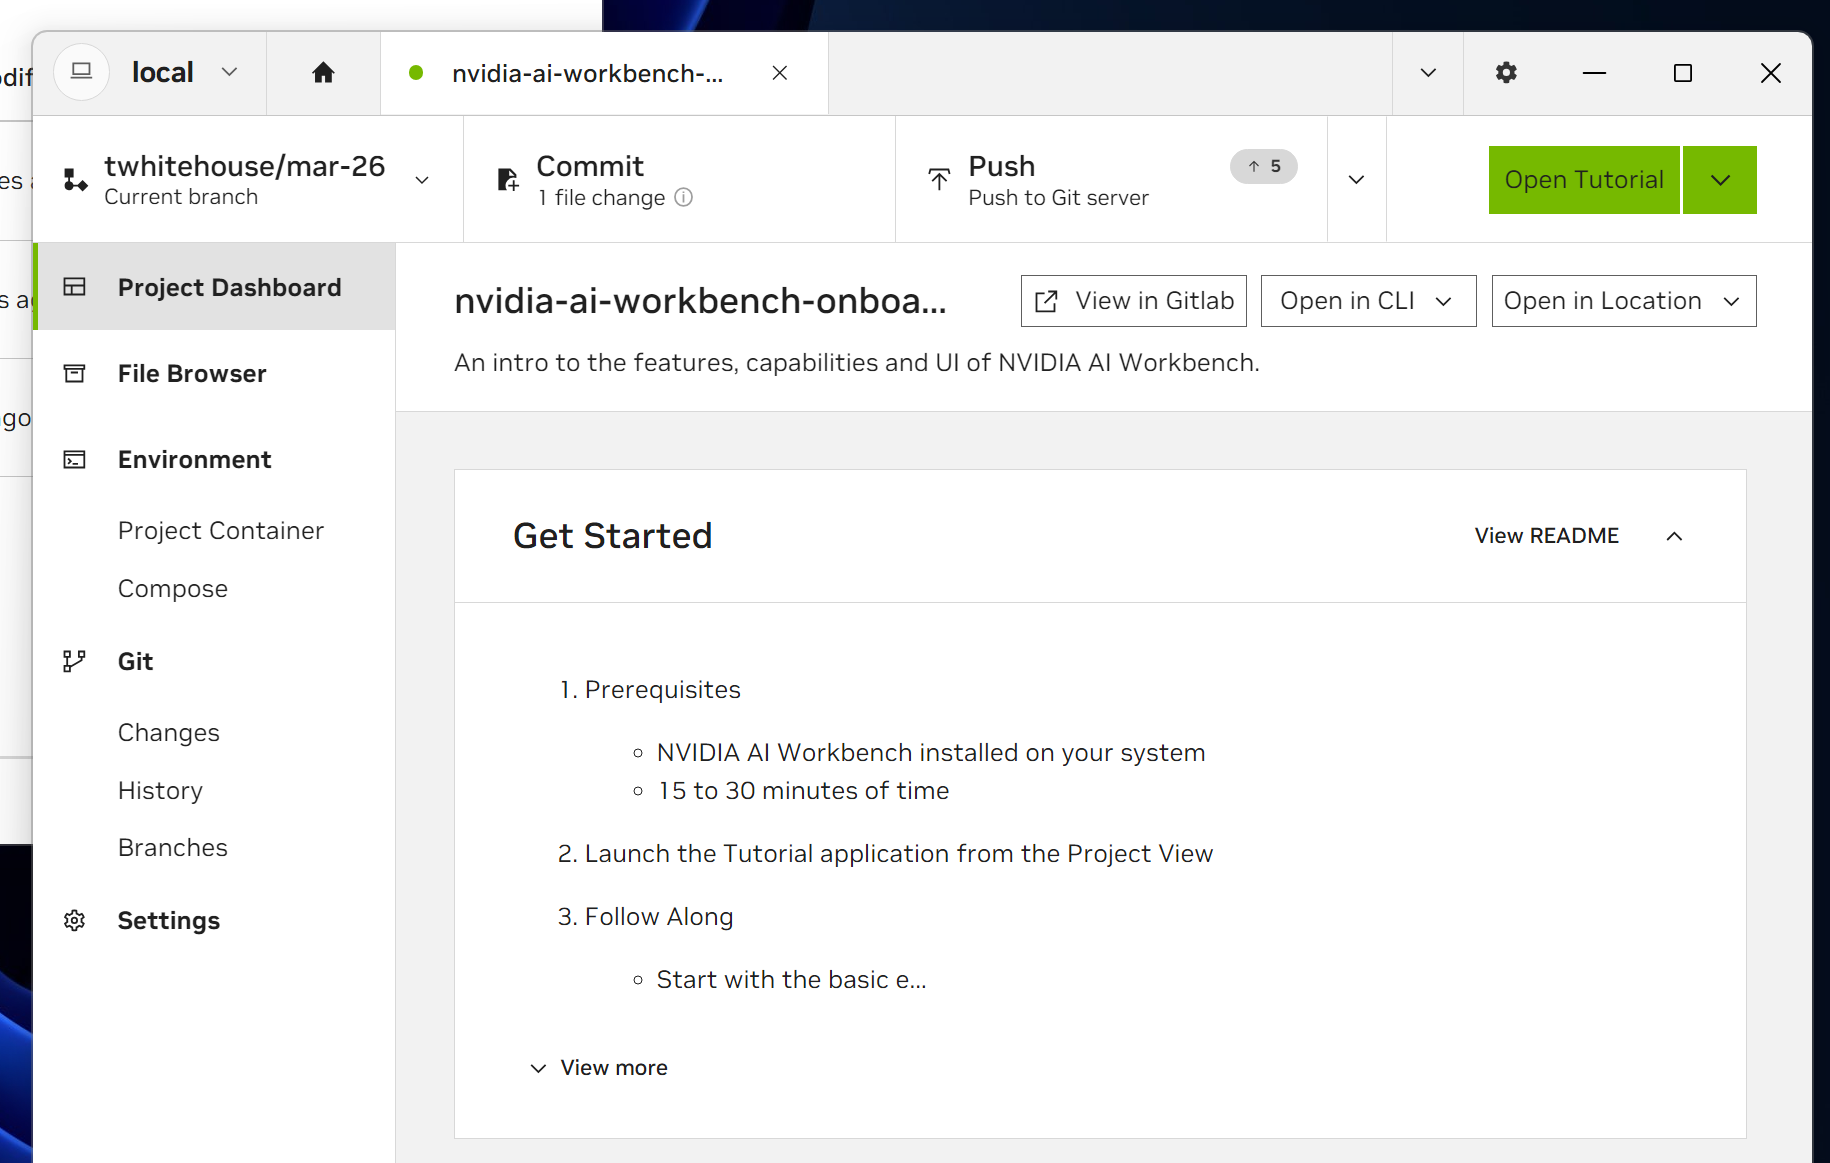 local
nvidia-ai-workbench-...
twhitehouse/mar-26
Current branch
Commit
1 file change
Push
Push to Git server
↑ 5
Open Tutorial
Project Dashboard
File Browser
Environment
Project Container
Compose
Git
Changes
History
Branches
Settings
nvidia-ai-workbench-onboa...
View in Gitlab
Open in CLI
Open in Location
An intro to the features, capabilities and UI of NVIDIA AI Workbench.
Get Started
View README
1. Prerequisites
NVIDIA AI Workbench installed on your system
15 to 30 minutes of time
2. Launch the Tutorial application from the Project View
3. Follow Along
Start with the basic e...
View more